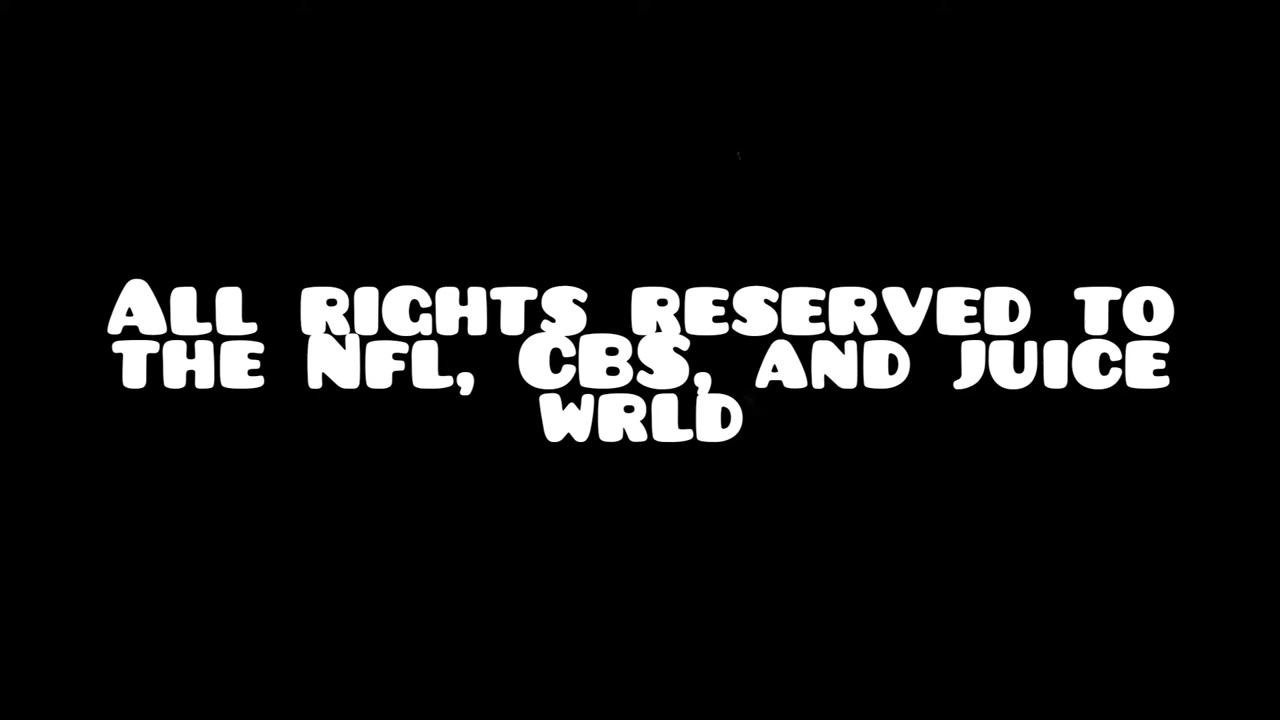 All rights reserved to
the NFL, CBS, and juice
wrld